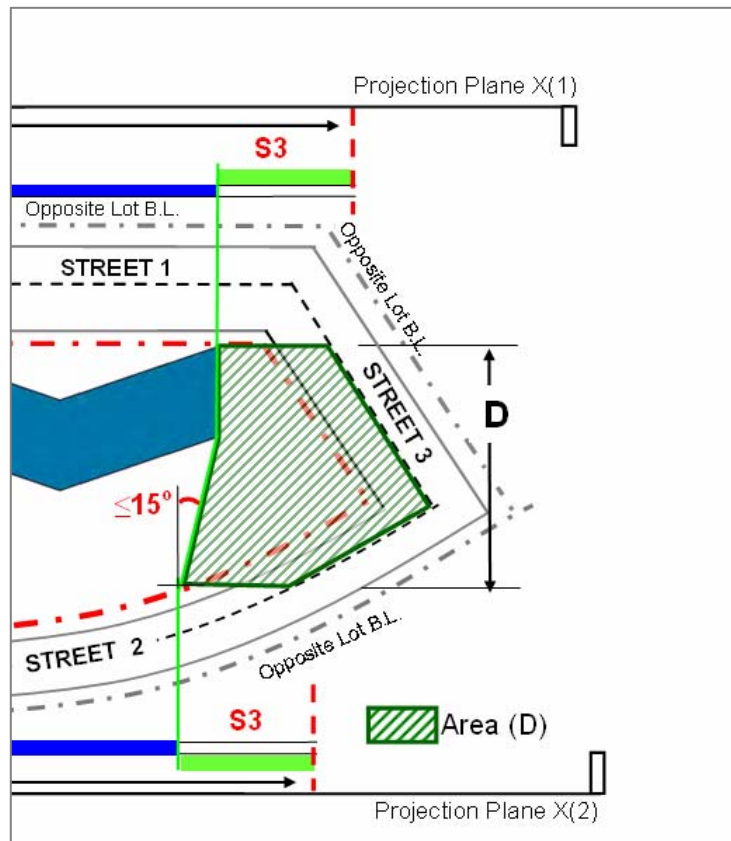 Projection Plane X(1)
S3
Opposite Lot B.L.
Opposite Lot B.L.
STREET 1
STREET 3
D
≤15°
STREET 2
Opposite Lot B.L.
S3
Area (D)
Projection Plane X(2)